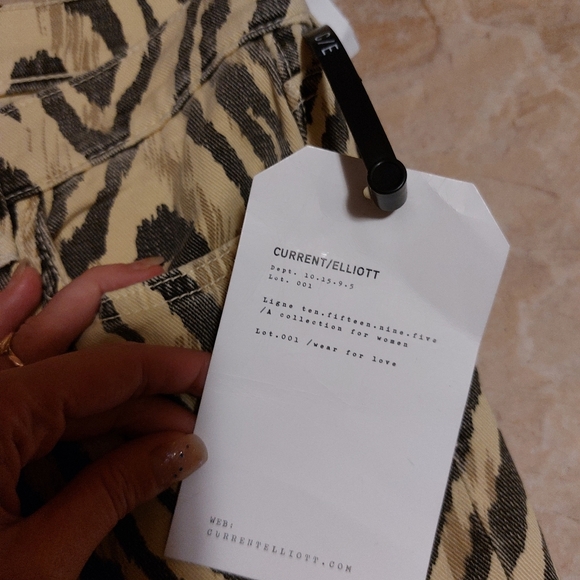 C/E
CURRENT/ELLIOTT
Dept. 10.15.9.5
Lot. 001
Ligne ten.fifteen.nine.five
/A collection for women
Lot.001 /wear for love
WEB:
CURRENTELLIOTT.COM